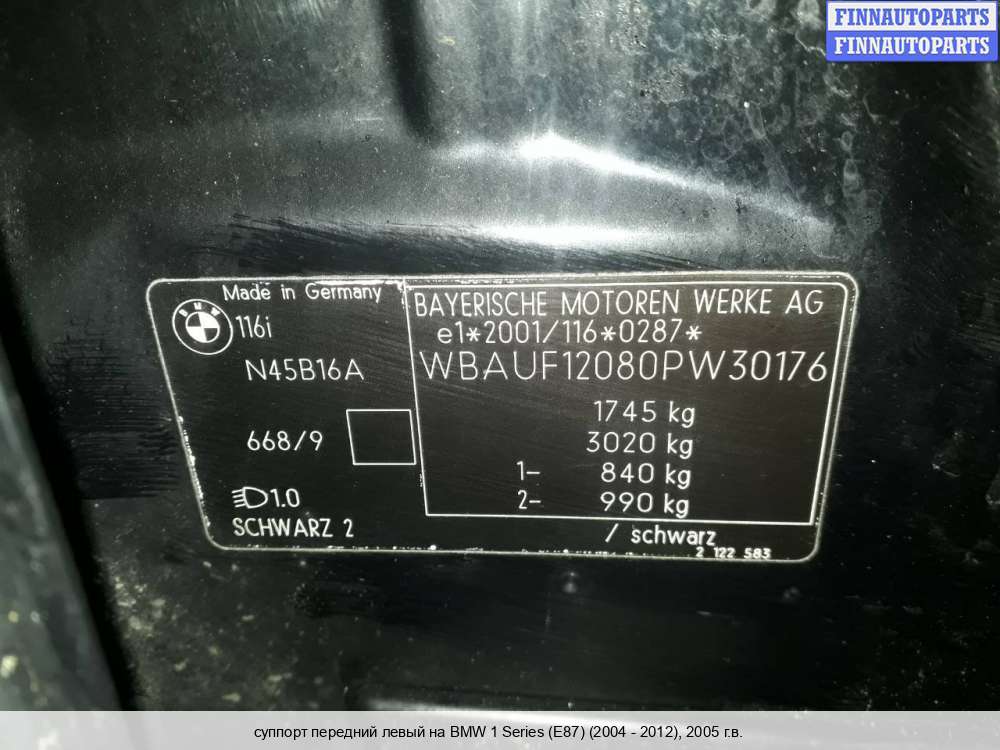 FINNAUTOPARTS
FINNAUTOPARTS
Made in Germany
BMW
116i
N45B16A
668/9
1.0
SCHWARZ 2
BAYERISCHE MOTOREN WERKE AG
e1*2001/116*0287*
WBAUF12080PW30176
1745 kg
3020 kg
1- 840 kg
2- 990 kg
/ schwarz
2 122 583
суппорт передний левый на BMW 1 Series (E87) (2004 - 2012), 2005 г.в.